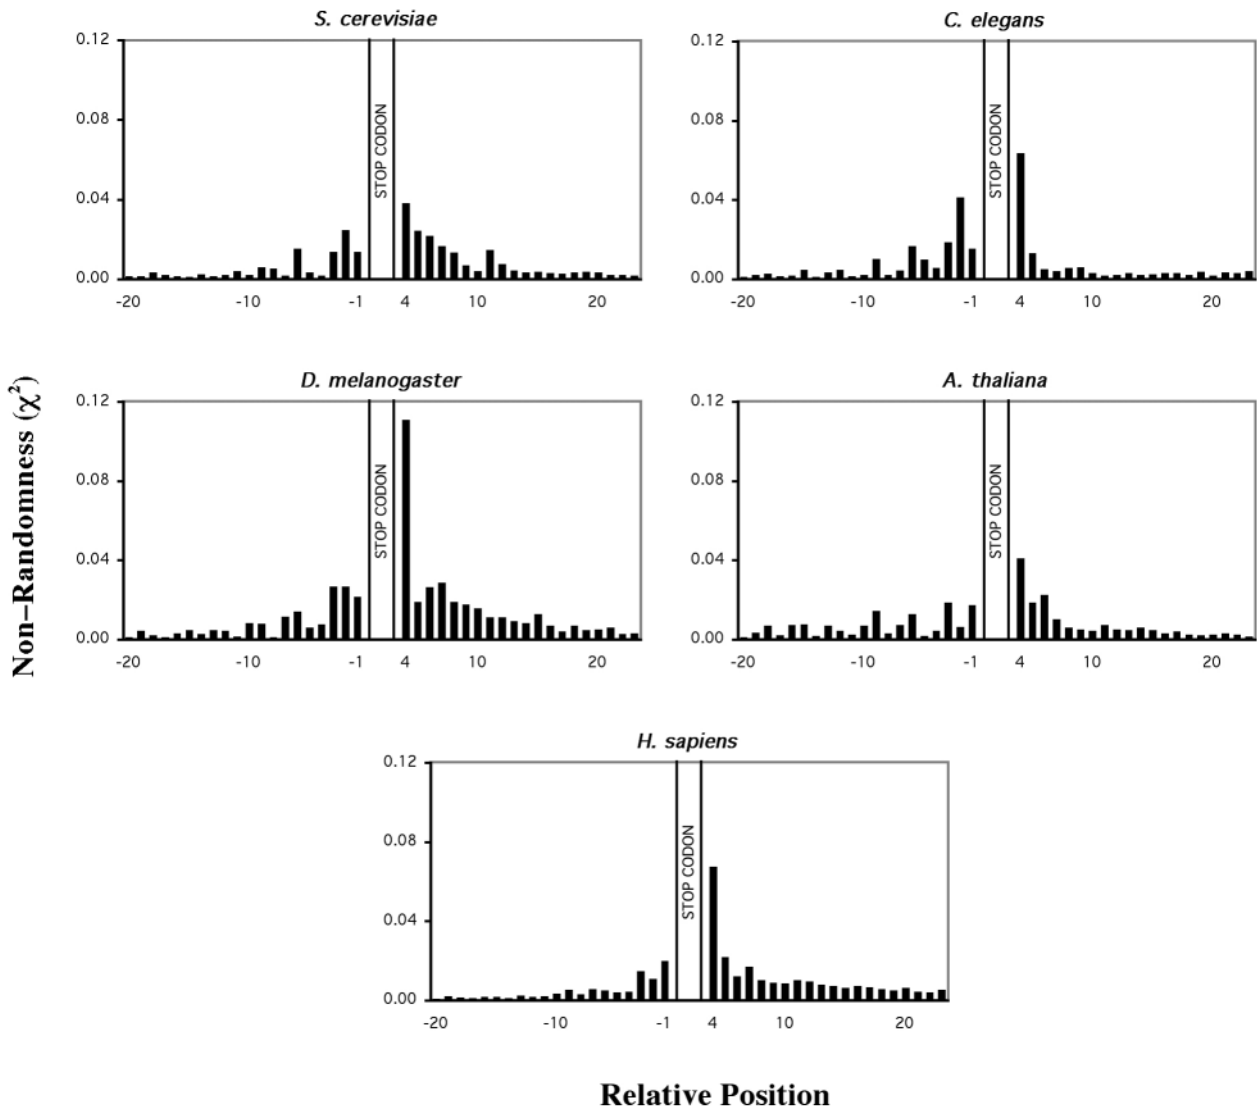 S. cerevisiae
0.12
0.08
0.04
0.00
STOP CODON
-20 -10 -1 4 10 20
C. elegans
0.12
0.08
0.04
0.00
STOP CODON
-20 -10 -1 4 10 20
Non-Randomness (χ²)
D. melanogaster
0.12
0.08
0.04
0.00
STOP CODON
-20 -10 -1 4 10 20
A. thaliana
0.12
0.08
0.04
0.00
STOP CODON
-20 -10 -1 4 10 20
H. sapiens
0.12
0.08
0.04
0.00
STOP CODON
-20 -10 -1 4 10 20
Relative Position